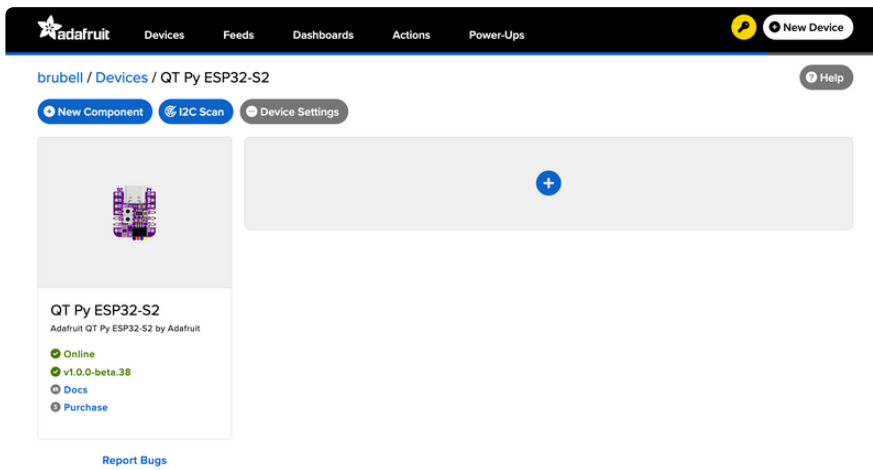 adafruit Devices Feeds Dashboards Actions Power-Ups New Device
brubell / Devices / QT Py ESP32-S2 Help
New Component I2C Scan Device Settings
QT Py ESP32-S2
Adafruit QT Py ESP32-S2 by Adafruit
Online
v1.0.0-beta.38
Docs
Purchase
Report Bugs